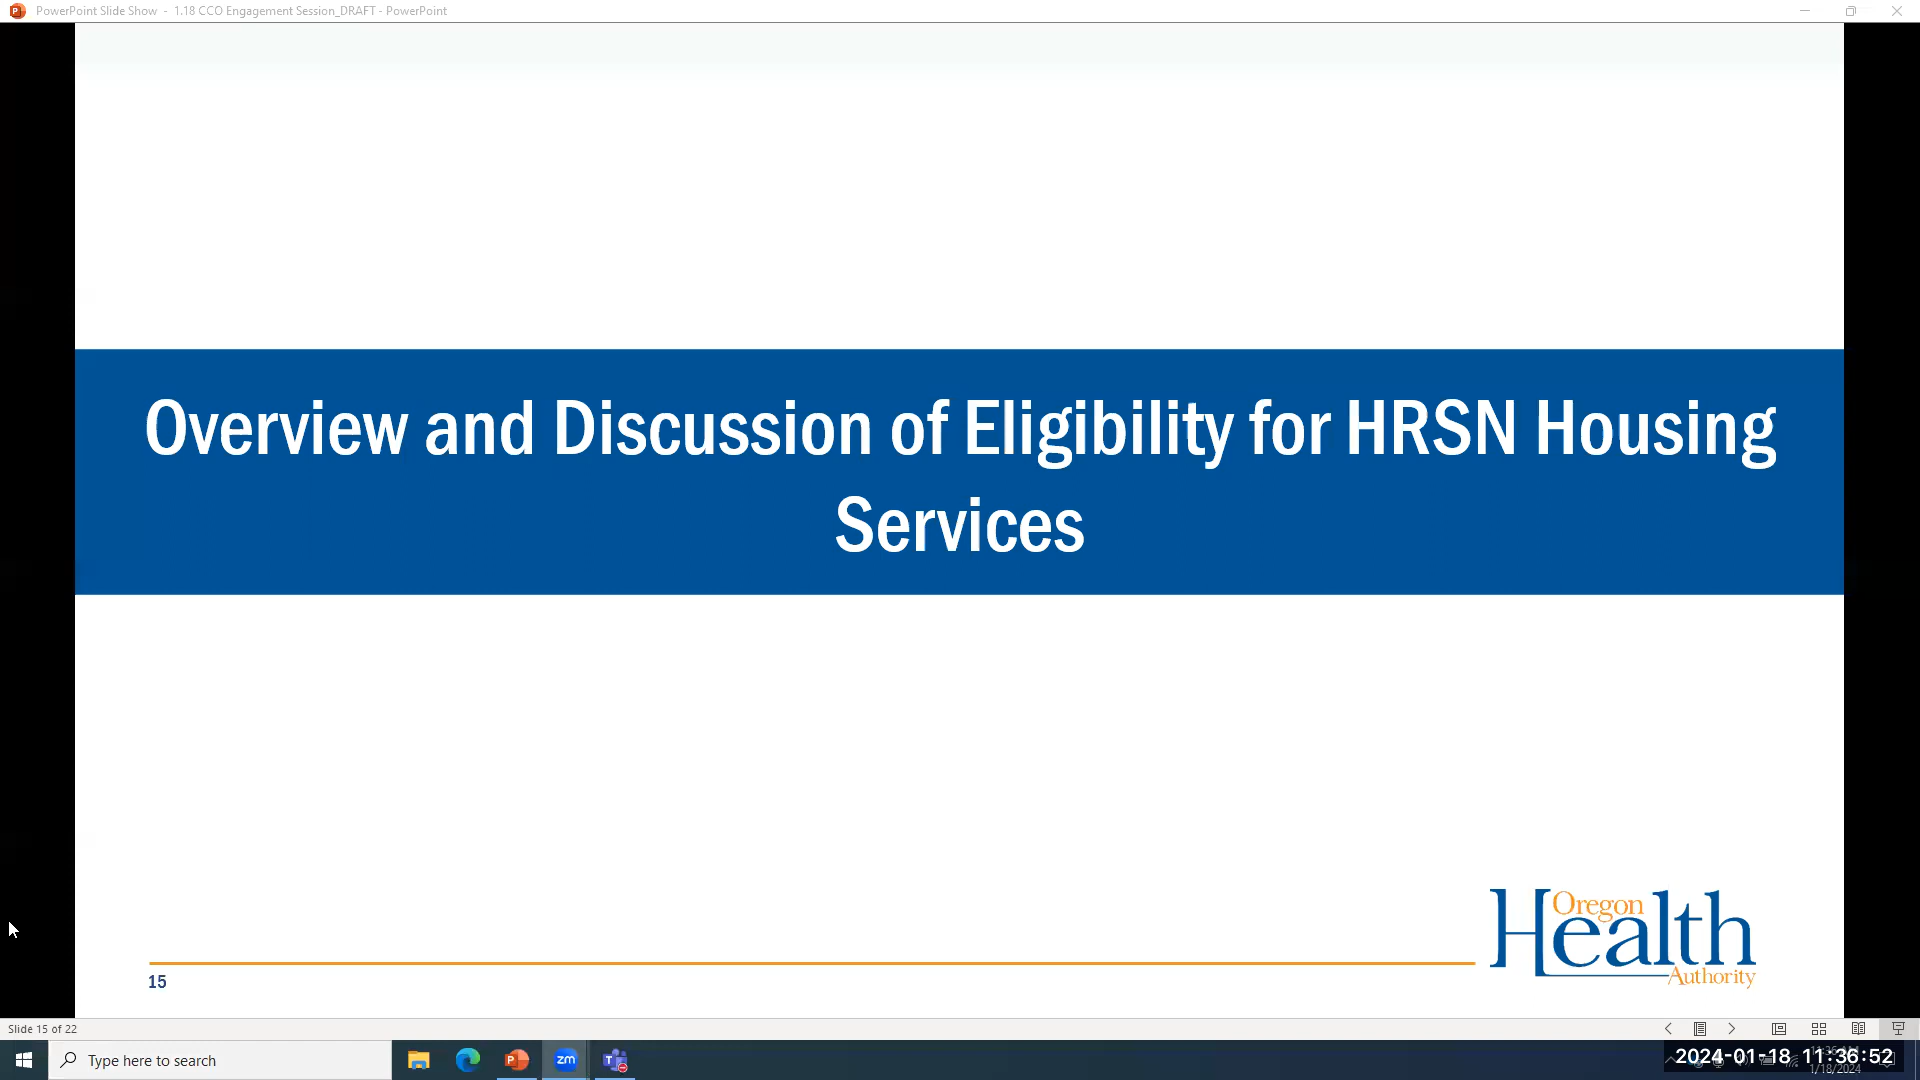 PowerPoint Slide Show - 1.18 CCO Engagement Session_DRAFT - PowerPoint
Overview and Discussion of Eligibility for HRSN Housing
Services
Oregon
Health
Authority
15
Slide 15 of 22
Type here to search
zm
2024-01-18 11:36:52
1/18/2024